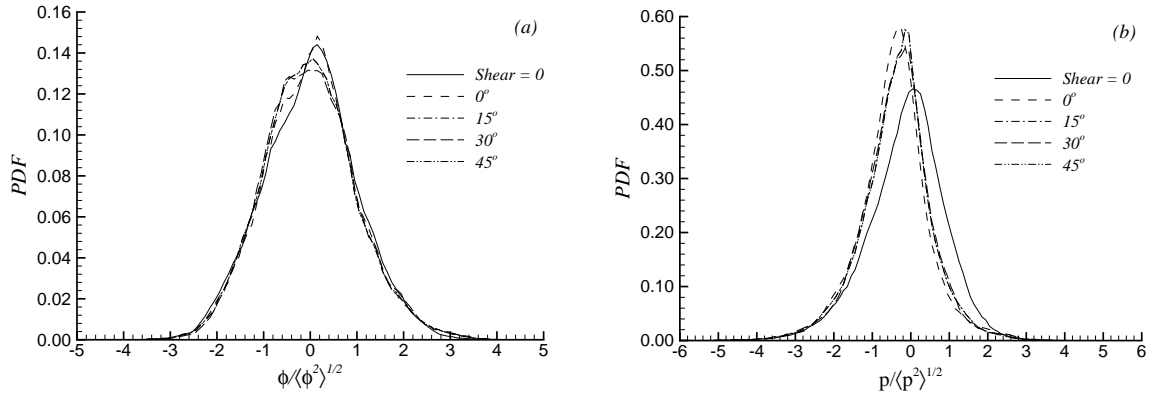 (a)
PDF
0.16
0.14
0.12
0.10
0.08
0.06
0.04
0.02
0.00
-5 -4 -3 -2 -1 0 1 2 3 4 5
ϕ/⟨ϕ²⟩^1/2
Shear = 0
0°
15°
30°
45°
(b)
PDF
0.60
0.50
0.40
0.30
0.20
0.10
0.00
-6 -5 -4 -3 -2 -1 0 1 2 3 4 5 6
p/⟨p²⟩^1/2
Shear = 0
0°
15°
30°
45°